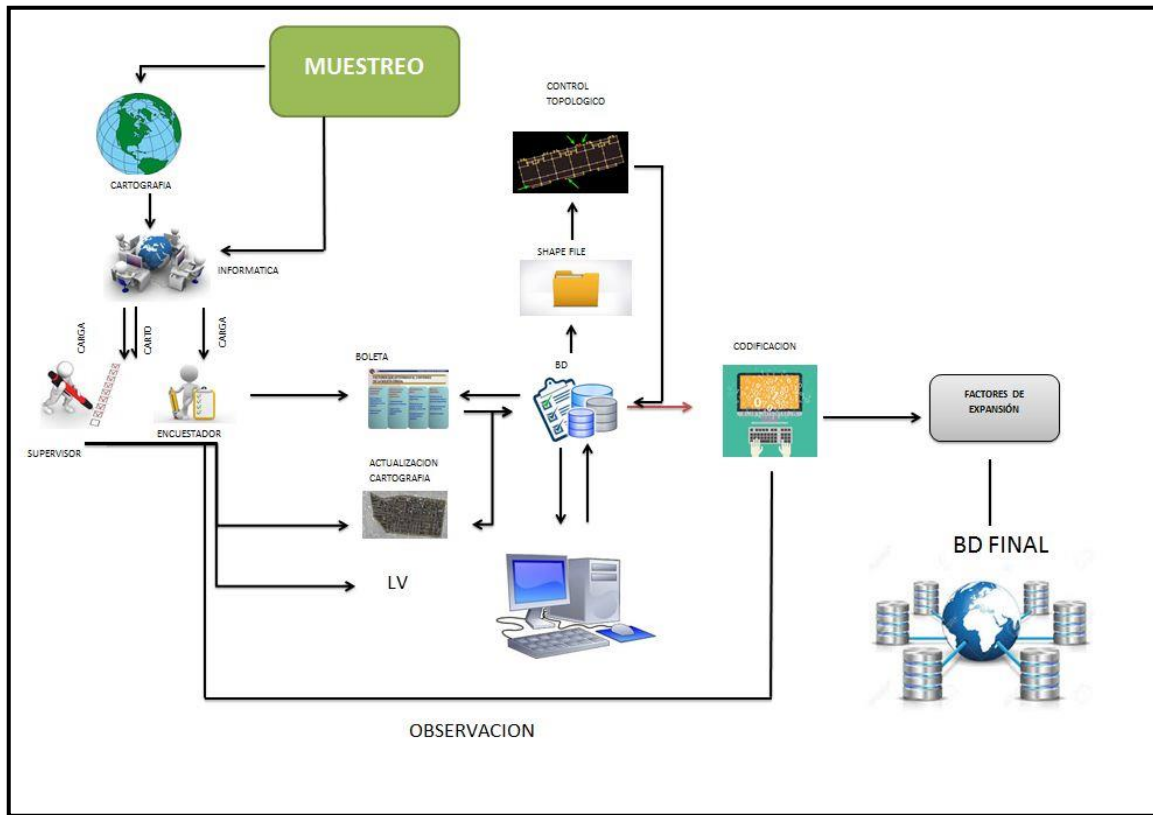 MUESTREO
CONTROL
TOPOLOGICO
CARTOGRAFIA
SHAPE FILE
INFORMATICA
CARGA
CARTO
CARGA
BOLETA
BD
CODIFICACION
FACTORES DE
EXPANSIÓN
ENCUESTADOR
SUPERVISOR
ACTUALIZACION
CARTOGRAFIA
LV
BD FINAL
OBSERVACION